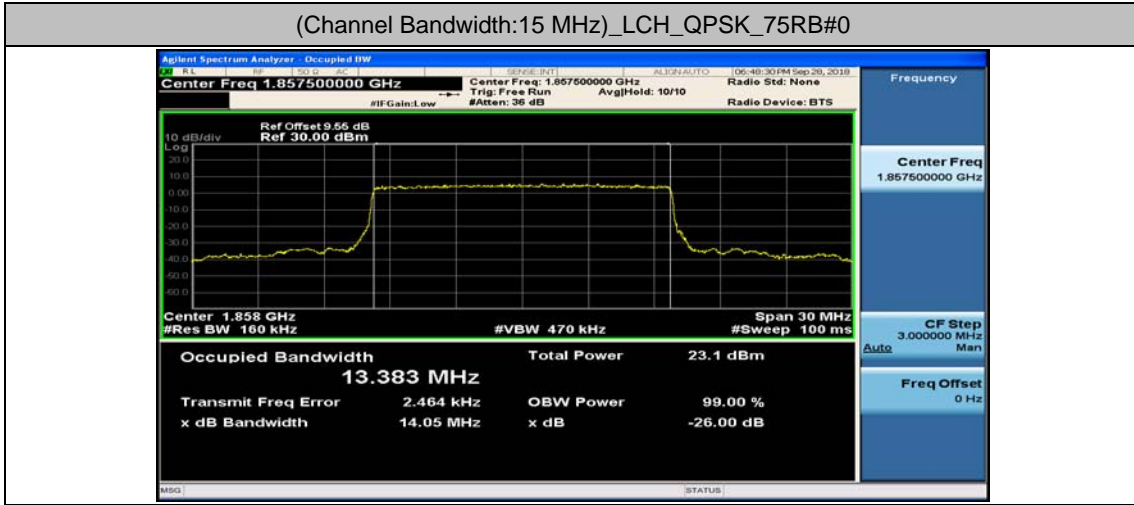 (Channel Bandwidth:15 MHz)_LCH_QPSK_75RB#0
Agilent Spectrum Analyzer - Occupied BW
RL RF 50 Ω AC SENSE:INT ALIGN AUTO 06:48:30 PM Sep 28, 2018
Center Freq 1.857500000 GHz
Center Freq: 1.857500000 GHz
Radio Std: None
Trig: Free Run Avg|Hold: 10/10
#IFGain:Low #Atten: 36 dB Radio Device: BTS
Frequency
Ref Offset 9.55 dB
10 dB/div Ref 30.00 dBm
Log
20.0
10.0
0.00
-10.0
-20.0
-30.0
-40.0
-50.0
-60.0
Center Freq
1.857500000 GHz
Center 1.858 GHz Span 30 MHz
#Res BW 160 kHz #VBW 470 kHz #Sweep 100 ms
CF Step
3.000000 MHz
Auto Man
Occupied Bandwidth Total Power 23.1 dBm
13.383 MHz
Transmit Freq Error 2.464 kHz OBW Power 99.00 %
x dB Bandwidth 14.05 MHz x dB -26.00 dB
Freq Offset
0 Hz
MSG STATUS